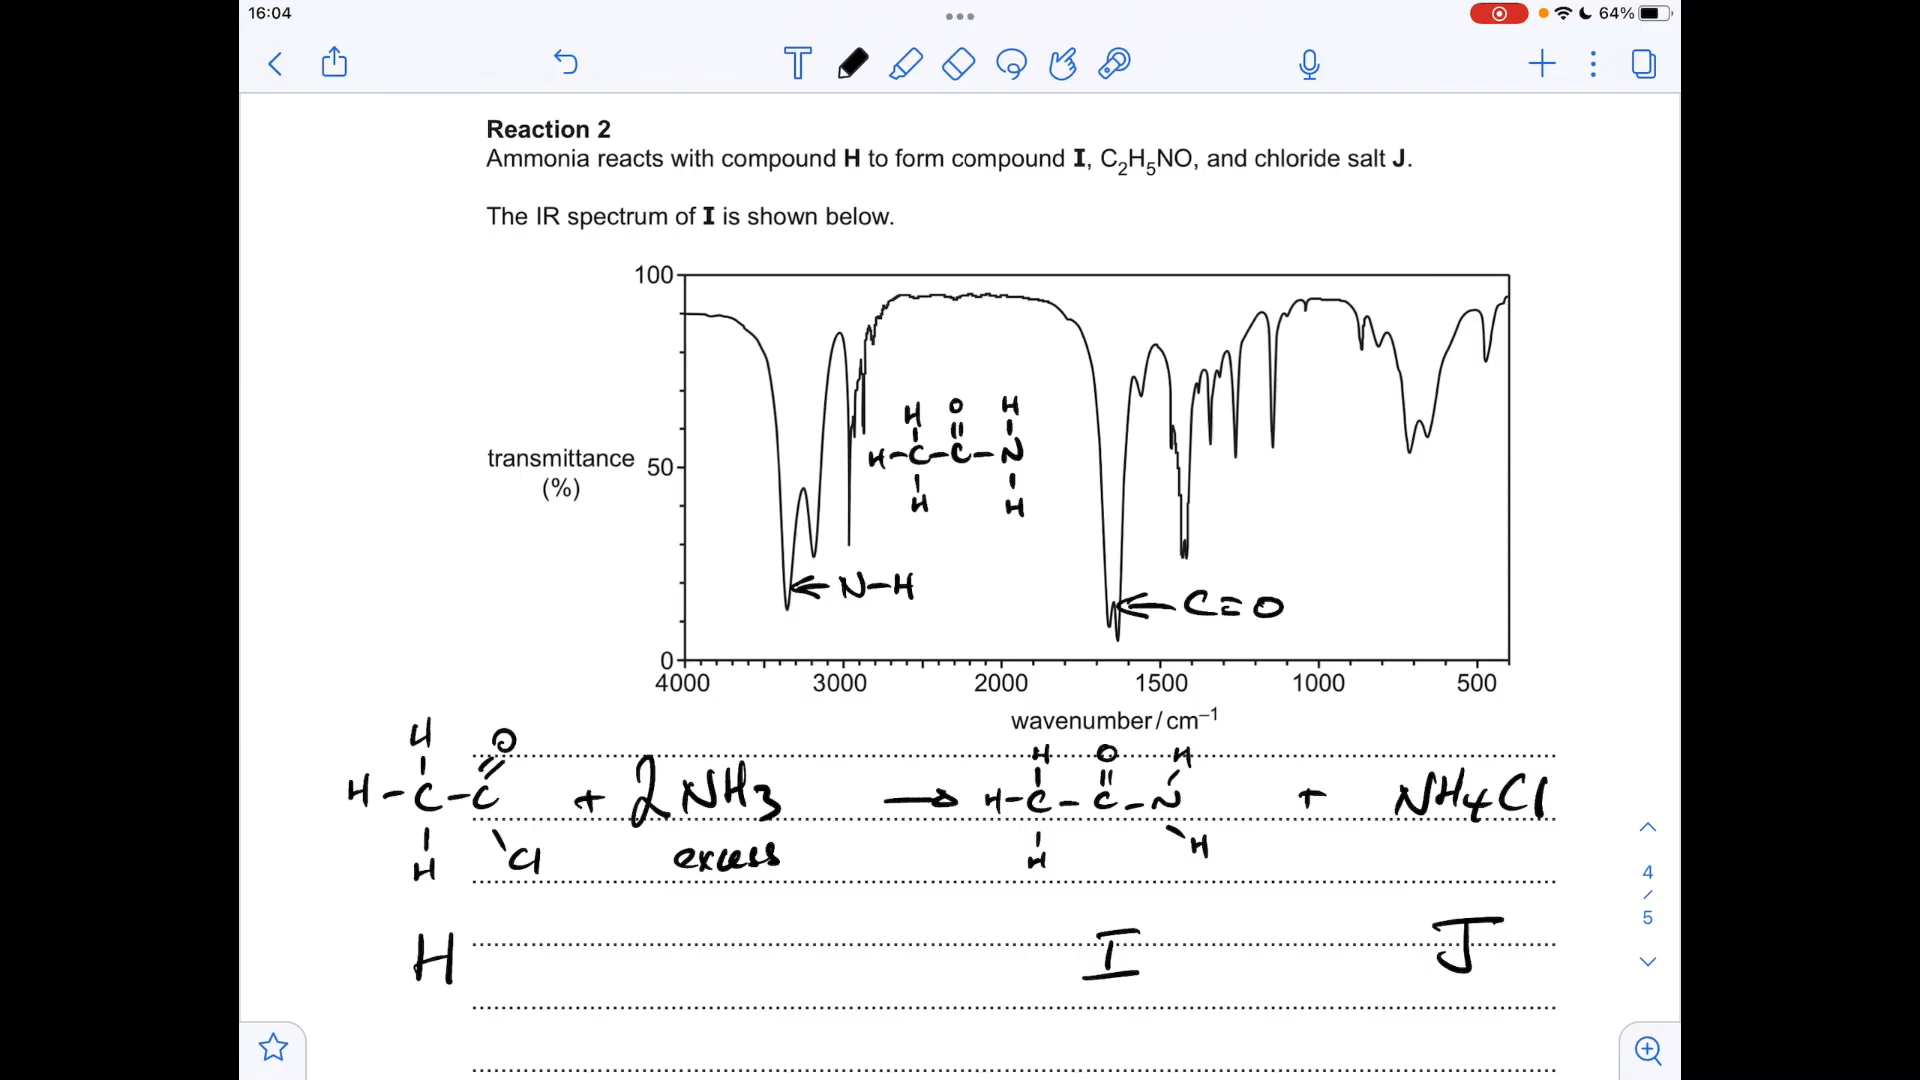 16:04
64%
T
Reaction 2
Ammonia reacts with compound H to form compound I, C₂H₅NO, and chloride salt J.
The IR spectrum of I is shown below.
100
transmittance
(%)
50
0
H O H
H-C-C-N
H H
N-H
C=O
4000 3000 2000 1500 1000 500
wavenumber/cm⁻¹
H O H O H
H-C-C + 2NH3 → H-C-C-N + NH4Cl
H Cl excess H H
H I J
4
/
5